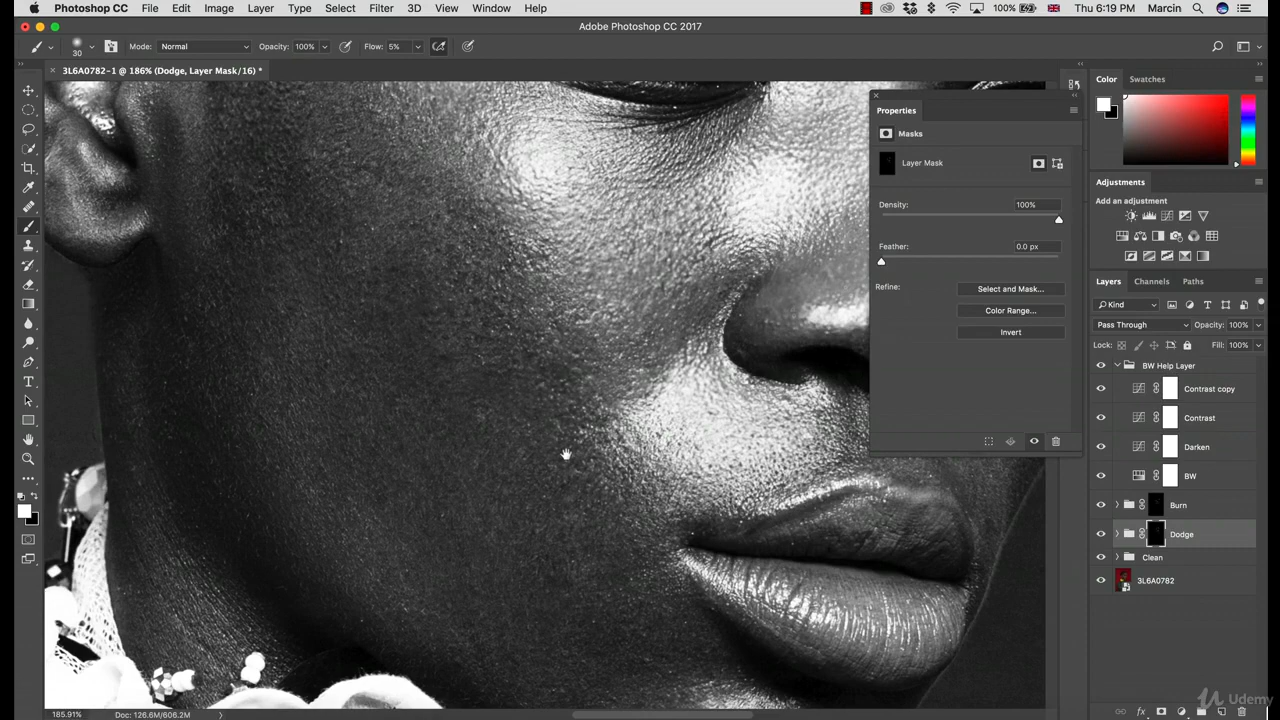 Photoshop CC File Edit Image Layer Type Select Filter 3D View Window Help 100% Thu 6:19 PM Marcin
Adobe Photoshop CC 2017
30 Mode: Normal Opacity: 100% Flow: 5%
3L6A0782-1 @ 186% (Dodge, Layer Mask/16) *
Color Swatches
Properties
Masks
Layer Mask
Density: 100%
Feather: 0.0 px
Refine: Select and Mask...
Color Range...
Invert
Adjustments
Add an adjustment
Layers Channels Paths
Kind
Pass Through Opacity: 100%
Lock: Fill: 100%
BW Help Layer
Contrast copy
Contrast
Darken
BW
Burn
Dodge
Clean
3L6A0782
185.91% Doc: 126.6M/606.2M
Udemy